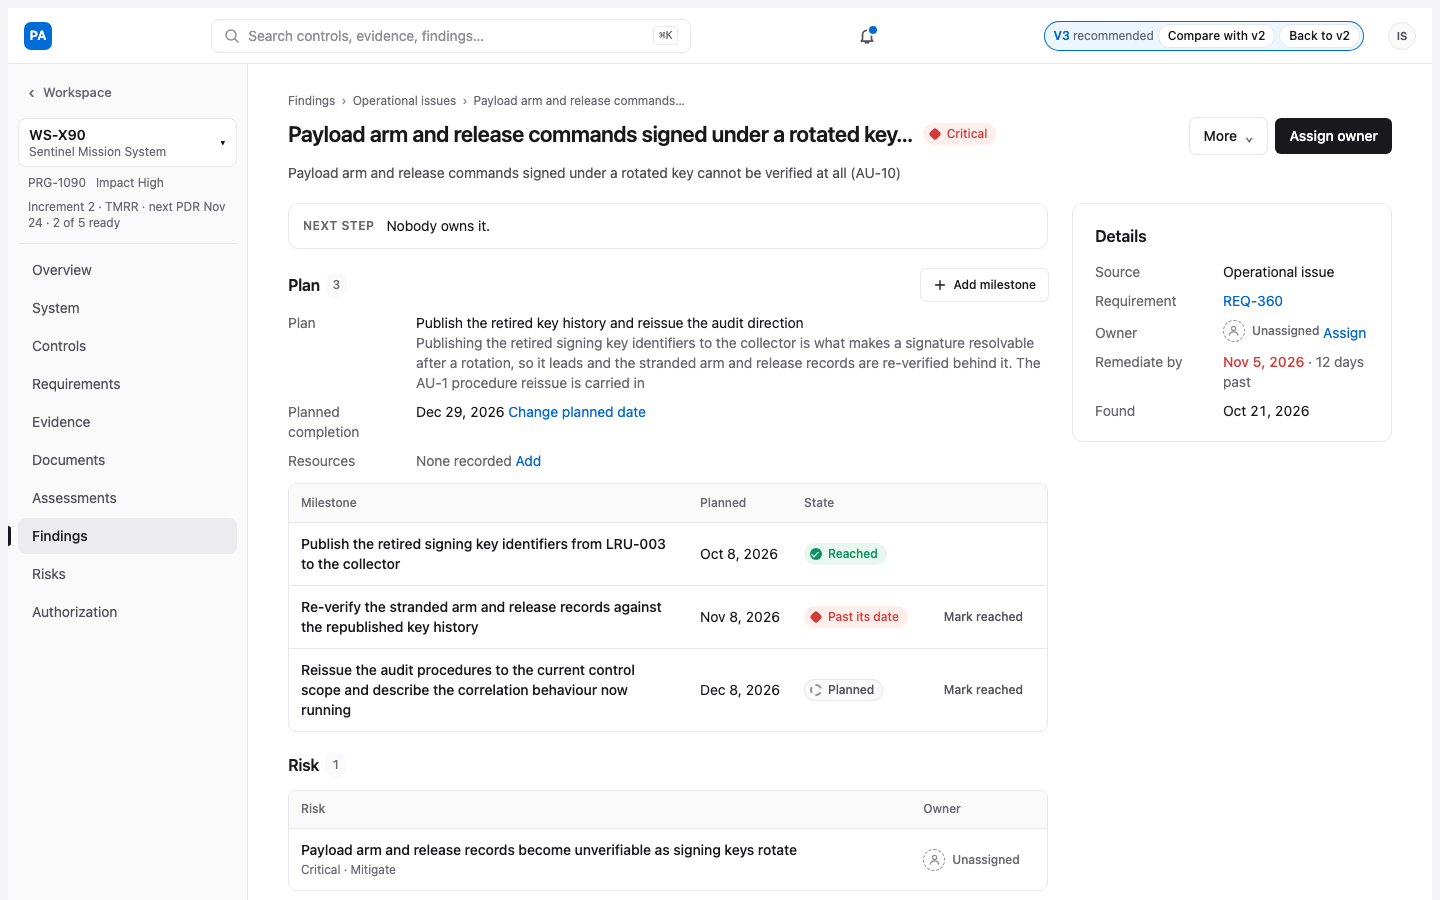 PA
Search controls, evidence, findings...
⌘K
V3 recommended
Compare with v2
Back to v2
IS
‹ Workspace
WS-X90
Sentinel Mission System
PRG-1090 Impact High
Increment 2 · TMRR · next PDR Nov
24 · 2 of 5 ready
Overview
System
Controls
Requirements
Evidence
Documents
Assessments
Findings
Risks
Authorization
Findings › Operational issues › Payload arm and release commands...
Payload arm and release commands signed under a rotated key...
Critical
More
Assign owner
Payload arm and release commands signed under a rotated key cannot be verified at all (AU-10)
NEXT STEP Nobody owns it.
Plan 3
+ Add milestone
Plan
Publish the retired key history and reissue the audit direction
Publishing the retired signing key identifiers to the collector is what makes a signature resolvable
after a rotation, so it leads and the stranded arm and release records are re-verified behind it. The
AU-1 procedure reissue is carried in
Planned
completion
Dec 29, 2026 Change planned date
Resources
None recorded Add
Milestone Planned State
Publish the retired signing key identifiers from LRU-003
to the collector
Oct 8, 2026
Reached
Re-verify the stranded arm and release records against
the republished key history
Nov 8, 2026
Past its date
Mark reached
Reissue the audit procedures to the current control
scope and describe the correlation behaviour now
running
Dec 8, 2026
Planned
Mark reached
Risk 1
Risk Owner
Payload arm and release records become unverifiable as signing keys rotate
Critical · Mitigate
Unassigned
Details
Source Operational issue
Requirement REQ-360
Owner Unassigned Assign
Remediate by Nov 5, 2026 · 12 days
past
Found Oct 21, 2026